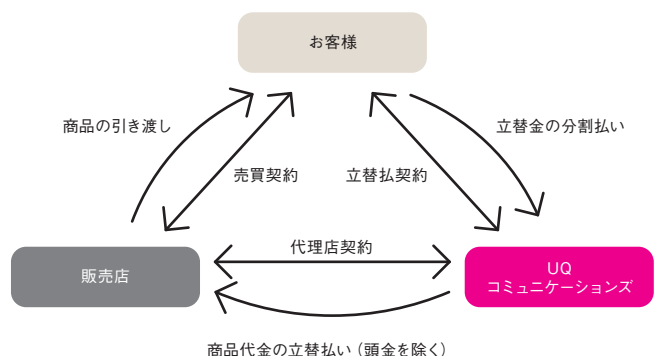 お客様
商品の引き渡し
立替金の分割払い
売買契約
立替払契約
代理店契約
販売店
UQ
コミュニケーションズ
商品代金の立替払い（頭金を除く）